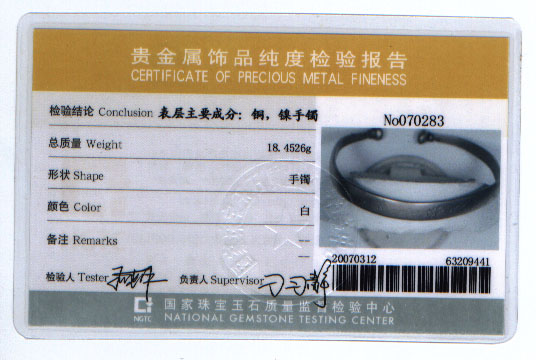 贵金属饰品纯度检验报告
CERTIFICATE OF PRECIOUS METAL FINENESS
检验结论 Conclusion 表层主要成分：铜，镍手镯
No070283
总质量 Weight 18.4526g
形状 Shape 手镯
颜色 Color 白
备注 Remarks ---
---
20070312 63209441
检验人 Tester 负责人 Supervisor
国家珠宝玉石质量监督检验中心
NGTC NATIONAL GEMSTONE TESTING CENTER